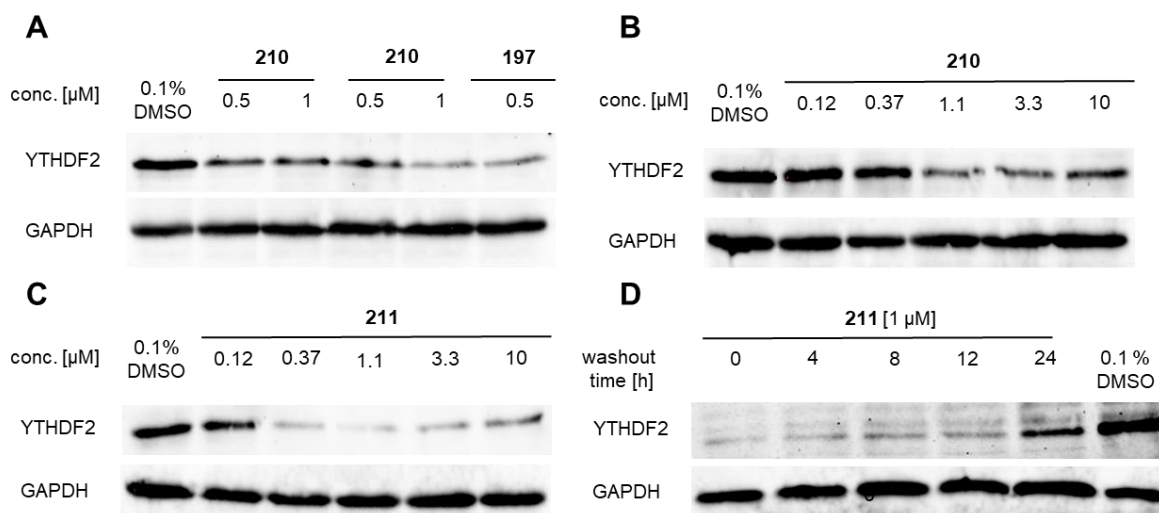 A
210 210 197
conc. [µM] 0.1% DMSO 0.5 1 0.5 1 0.5
YTHDF2
GAPDH
B
210
conc. [µM] 0.1% DMSO 0.12 0.37 1.1 3.3 10
YTHDF2
GAPDH
C
211
conc. [µM] 0.1% DMSO 0.12 0.37 1.1 3.3 10
YTHDF2
GAPDH
D
211 [1 µM]
washout time [h] 0 4 8 12 24 0.1 % DMSO
YTHDF2
GAPDH